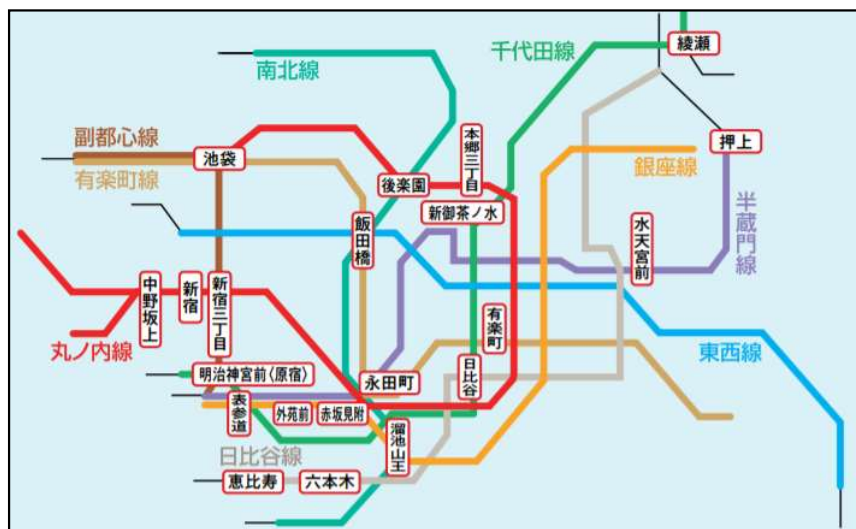 南北線
千代田線
綾瀬
副都心線
池袋
有楽町線
本郷三丁目
押上
銀座線
後楽園
新御茶ノ水
飯田橋
半蔵門線
水天宮前
中野坂上
新宿
新宿三丁目
有楽町
丸ノ内線
東西線
明治神宮前〈原宿〉
永田町
日比谷
表参道
外苑前
赤坂見附
溜池山王
日比谷線
恵比寿
六本木